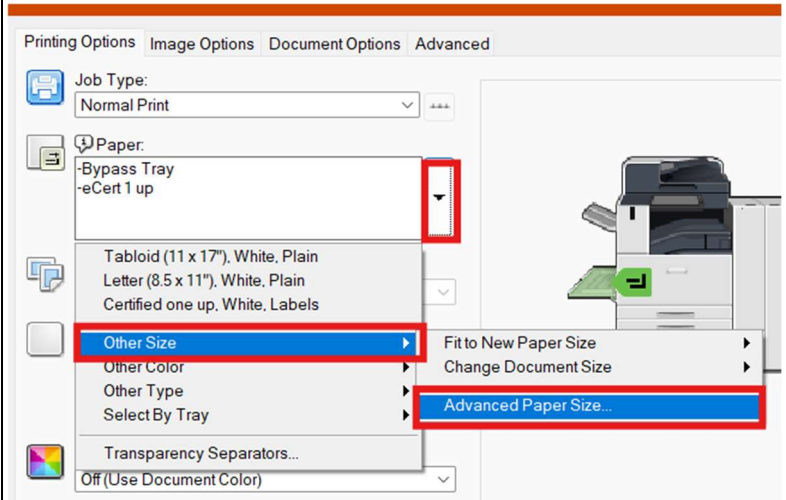 Printing Options Image Options Document Options Advanced
Job Type:
Normal Print
Paper:
-Bypass Tray
-eCert 1 up
Tabloid (11 x 17"), White, Plain
Letter (8.5 x 11"), White, Plain
Certified one up, White, Labels
Other Size
Other Color
Other Type
Select By Tray
Transparency Separators...
Fit to New Paper Size
Change Document Size
Advanced Paper Size...
Off (Use Document Color)